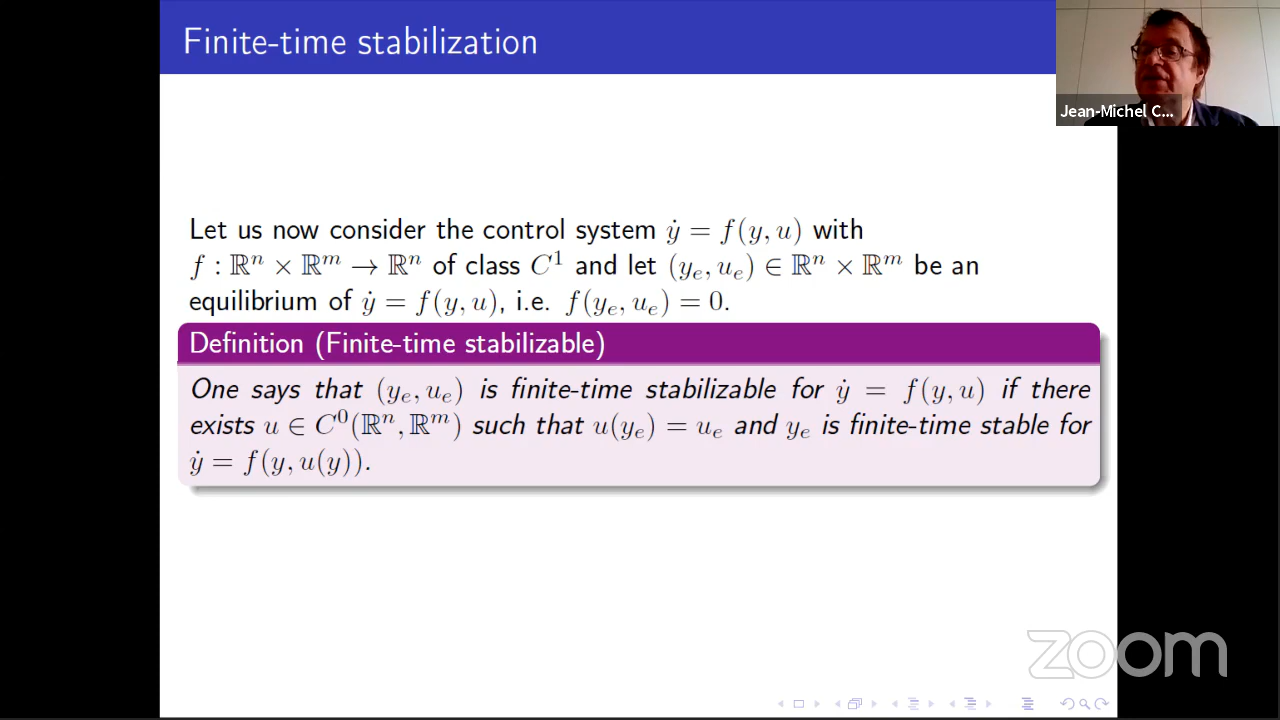 Finite-time stabilization
Jean-Michel C...
Let us now consider the control system ẏ = f(y, u) with
f : ℝⁿ × ℝᵐ → ℝⁿ of class C¹ and let (yₑ, uₑ) ∈ ℝⁿ × ℝᵐ be an
equilibrium of ẏ = f(y, u), i.e. f(yₑ, uₑ) = 0.
Definition (Finite-time stabilizable)
One says that (yₑ, uₑ) is finite-time stabilizable for ẏ = f(y, u) if there
exists u ∈ C⁰(ℝⁿ, ℝᵐ) such that u(yₑ) = uₑ and yₑ is finite-time stable for
ẏ = f(y, u(y)).
zoom